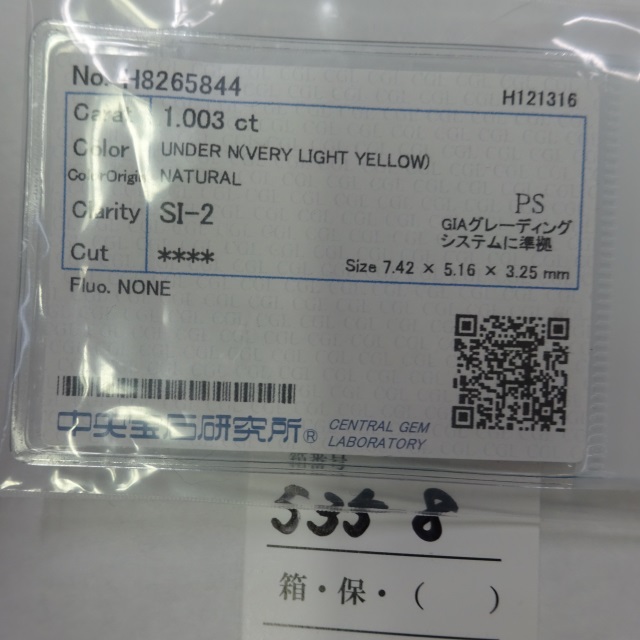 No. H8265844
H121316
Carat 1.003 ct
Color UNDER N(VERY LIGHT YELLOW)
Color Origin NATURAL
Clarity SI-2
PS
GIAグレーディング
システムに準拠
Cut ****
Size 7.42 × 5.16 × 3.25 mm
Fluo. NONE
中央宝石研究所®
CENTRAL GEM
LABORATORY
535 8
箱・保・( )